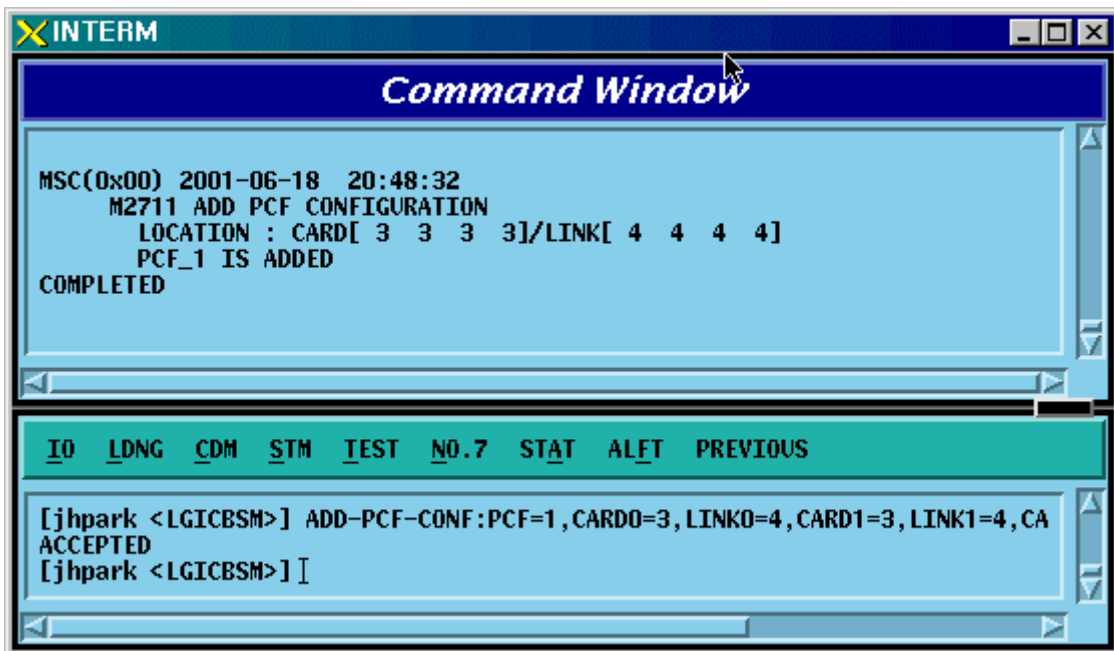 INTERM
Command Window
MSC(0x00) 2001-06-18 20:48:32
M2711 ADD PCF CONFIGURATION
LOCATION : CARD[ 3 3 3 3]/LINK[ 4 4 4 4]
PCF_1 IS ADDED
COMPLETED
IO LDNG CDM STM TEST NO.7 STAT ALFT PREVIOUS
[jhpark <LGICBSM>] ADD-PCF-CONF:PCF=1,CARD0=3,LINK0=4,CARD1=3,LINK1=4,CA
ACCEPTED
[jhpark <LGICBSM>]